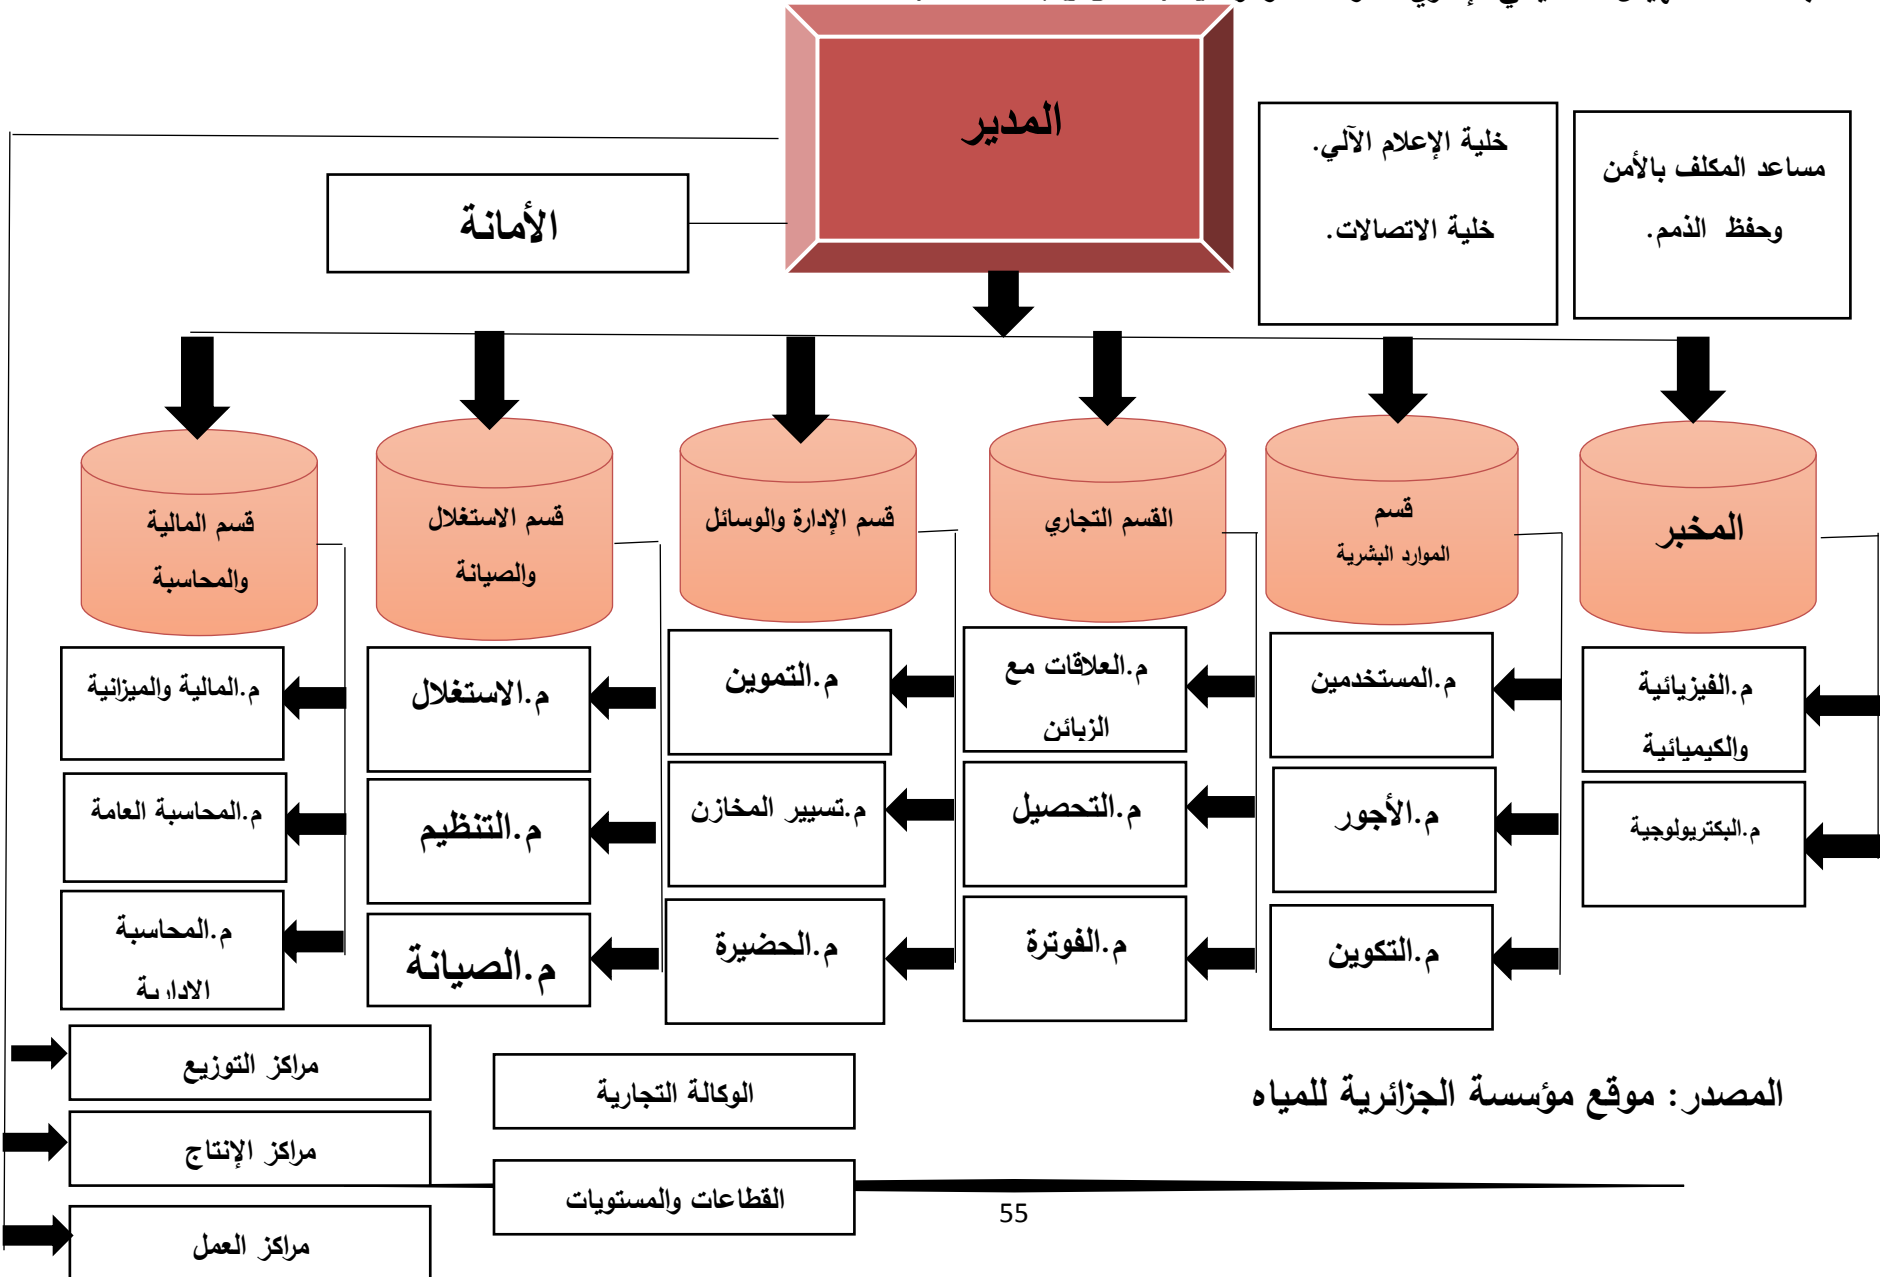 المدير
خلية الإعلام الآلي.
خلية الاتصالات.
مساعد المكلف بالأمن
وحفظ الذمم.
الأمانة
المخبر
قسم
الموارد البشرية
القسم التجاري
قسم الإدارة والوسائل
قسم الاستغلال
والصيانة
قسم المالية
والمحاسبة
م.الفيزيائية
والكيميائية
م.البكتريولوجية
م.المستخدمين
م.الأجور
م.التكوين
م.العلاقات مع
الزبائن
م.التحصيل
م.الفوترة
م.التموين
م.تسيير المخازن
م.الحضيرة
م.الاستغلال
م.التنظيم
م.الصيانة
م.المالية والميزانية
م.المحاسبة العامة
م.المحاسبة
الادارية
مراكز التوزيع
مراكز الإنتاج
مراكز العمل
الوكالة التجارية
القطاعات والمستويات
المصدر: موقع مؤسسة الجزائرية للمياه
55